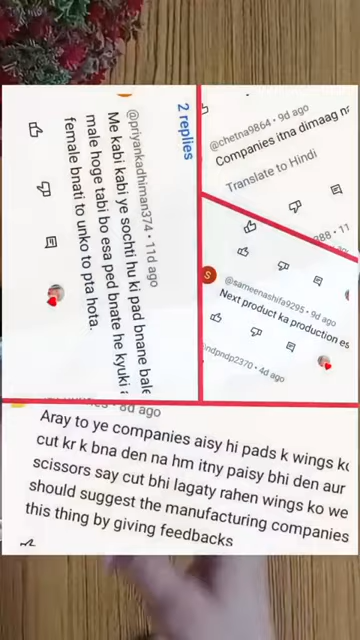 2 replies
@priyankadhiman374 • 11d ago
Me kabi kabi ye sochti hu ki pad bnane bale
male hoge tabi bo esa ped bnate he kyuki
female bnati to unko to pta hota.
@chetna9864 • 9d ago
Companies itna dimaag
Translate to Hindi
S
@sameenashifa9295 • 9d ago
Next product ka production
ndpndp2370 • 4d ago
8d ago
Aray to ye companies aisy hi pads k wings
cut kr k bna den na hm itny paisy bhi den aur
scissors say cut bhi lagaty rahen wings ko we
should suggest the manufacturing companies
this thing by giving feedbacks